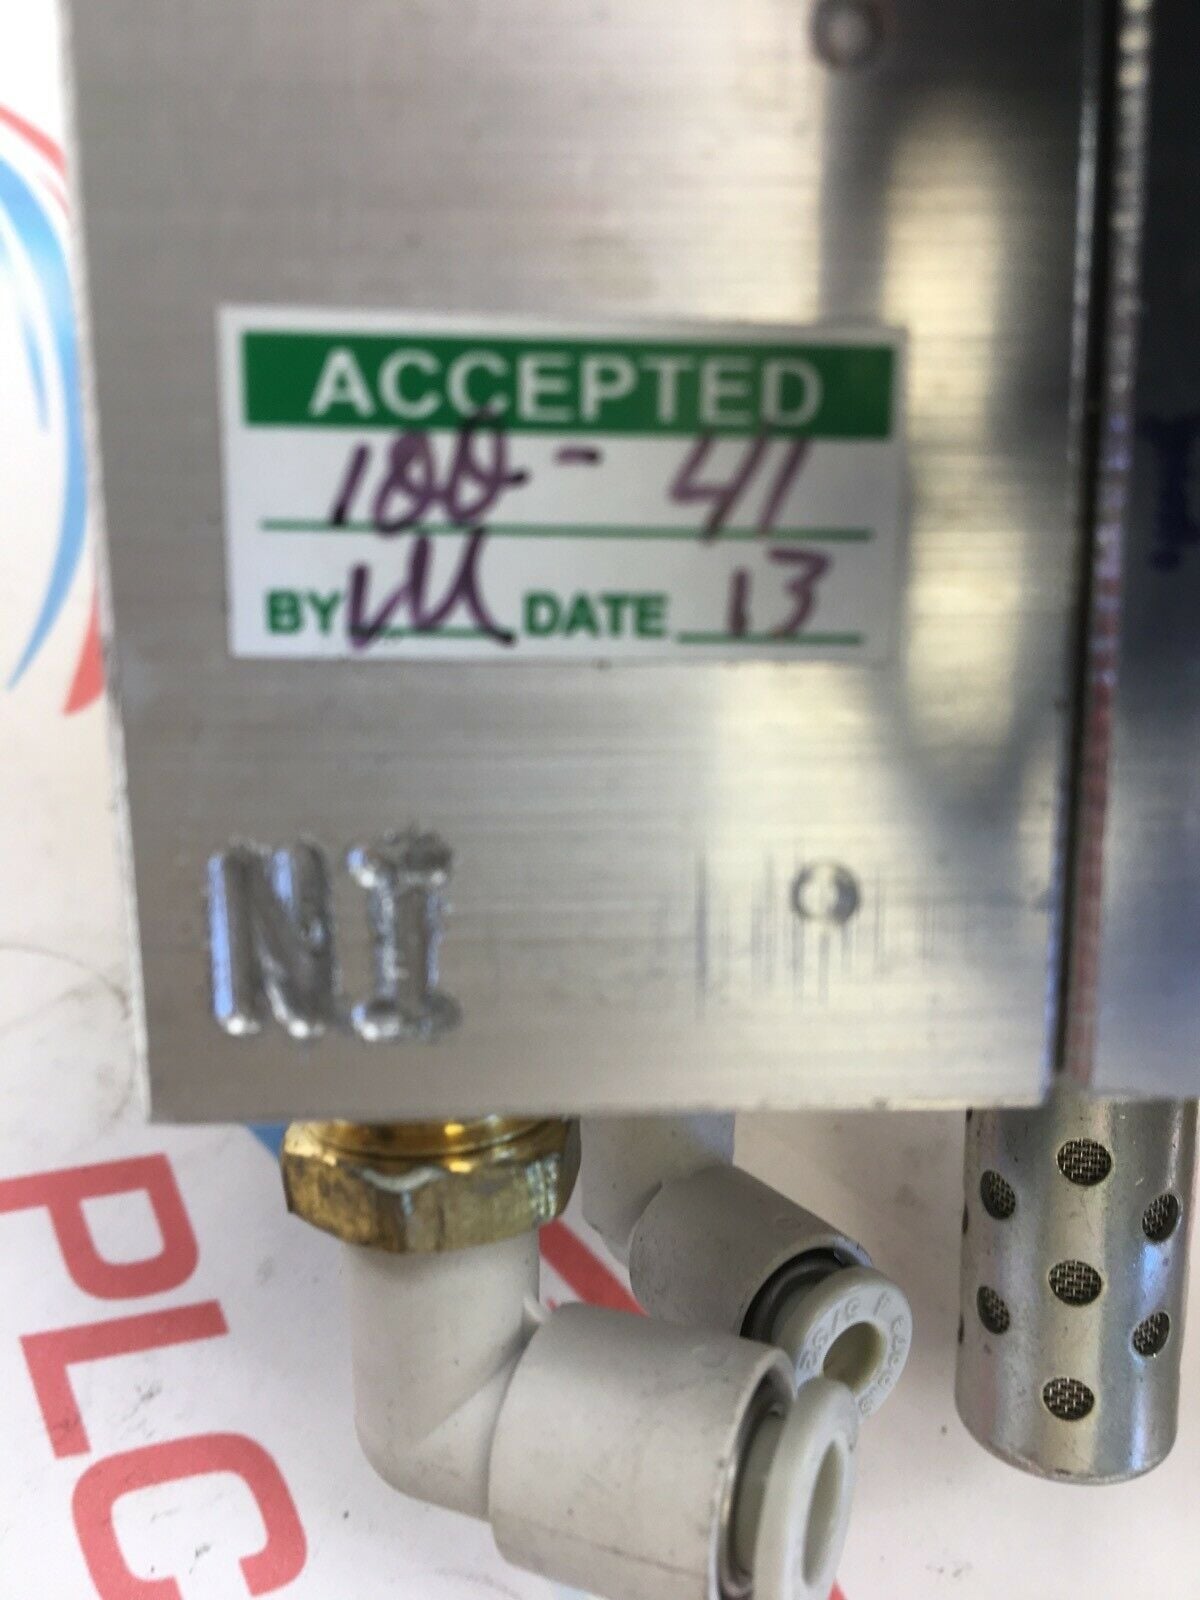 ACCEPTED
100 - 41
BY DATE 13
NI
PLC